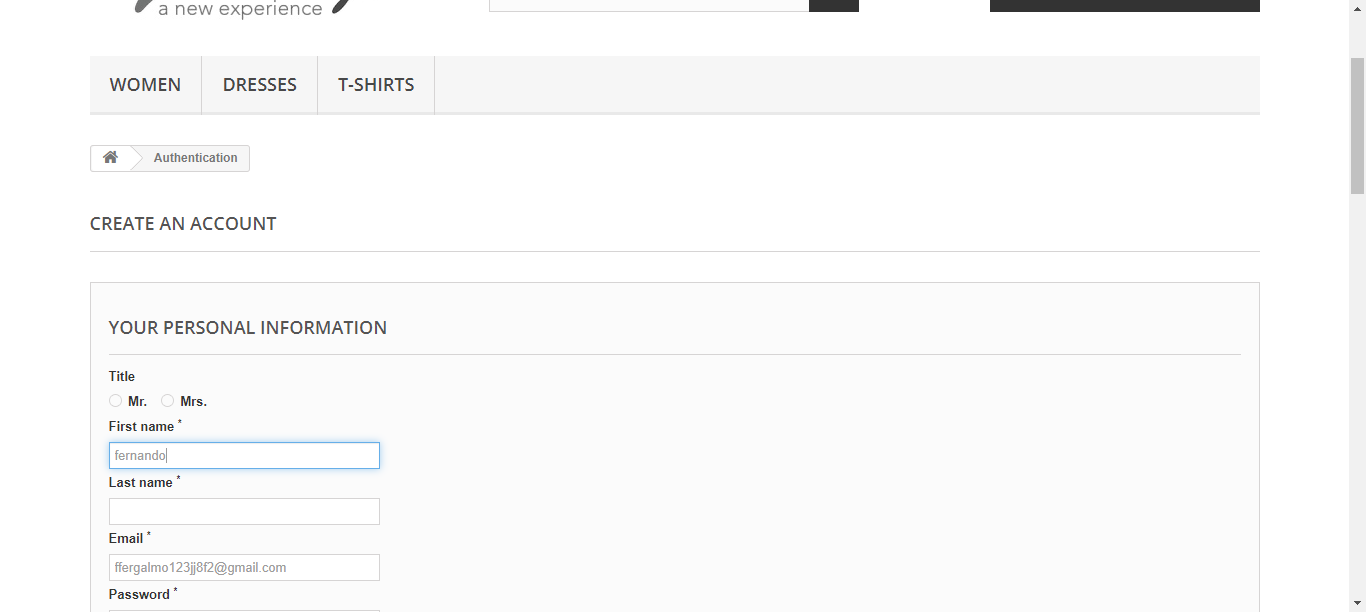 a new experience
WOMEN DRESSES T-SHIRTS
Authentication
CREATE AN ACCOUNT
YOUR PERSONAL INFORMATION
Title
Mr. Mrs.
First name *
fernando
Last name *
Email *
ffergalmo123jj8f2@gmail.com
Password *